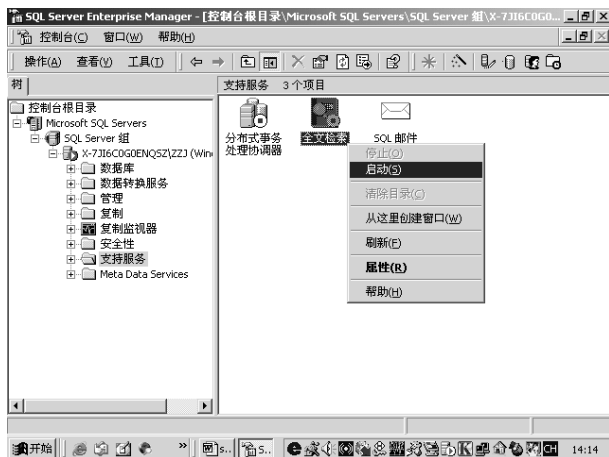 SQL Server Enterprise Manager - [控制台根目录\Microsoft SQL Servers\SQL Server 组\X-7JI6C0G0...
控制台(C) 窗口(W) 帮助(H)
操作(A) 查看(V) 工具(T)
树
支持服务 3个项目
控制台根目录
Microsoft SQL Servers
SQL Server 组
X-7JI6C0G0ENQSZ\ZZJ (Win
数据库
数据转换服务
管理
复制
复制监视器
安全性
支持服务
Meta Data Services
分布式事务
处理协调器
全文检索
SQL 邮件
停止(O)
启动(S)
清除目录(C)
从这里创建窗口(W)
刷新(F)
属性(R)
帮助(H)
开始 » s.. s.. CH 14:14